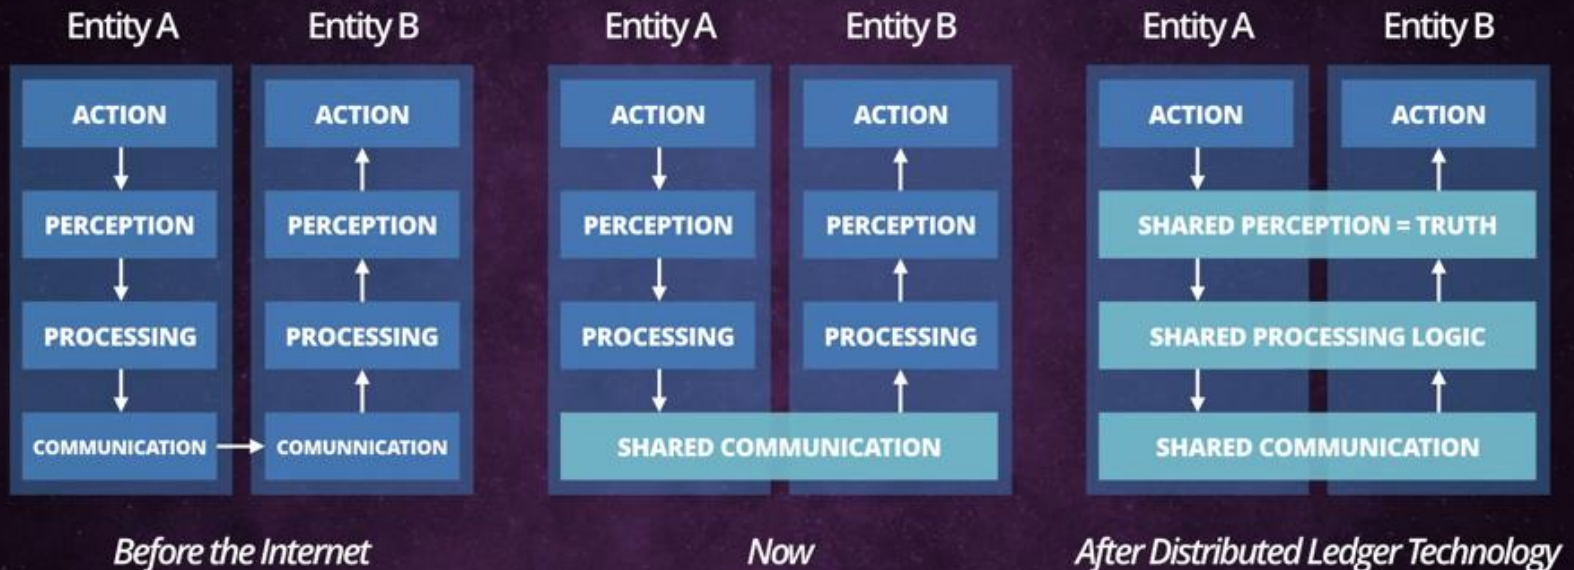 Entity A
Entity B
ACTION
ACTION
PERCEPTION
PERCEPTION
PROCESSING
PROCESSING
COMMUNICATION
COMUNNICATION
Before the Internet
Entity A
Entity B
ACTION
ACTION
PERCEPTION
PERCEPTION
PROCESSING
PROCESSING
SHARED COMMUNICATION
Now
Entity A
Entity B
ACTION
ACTION
SHARED PERCEPTION = TRUTH
SHARED PROCESSING LOGIC
SHARED COMMUNICATION
After Distributed Ledger Technology